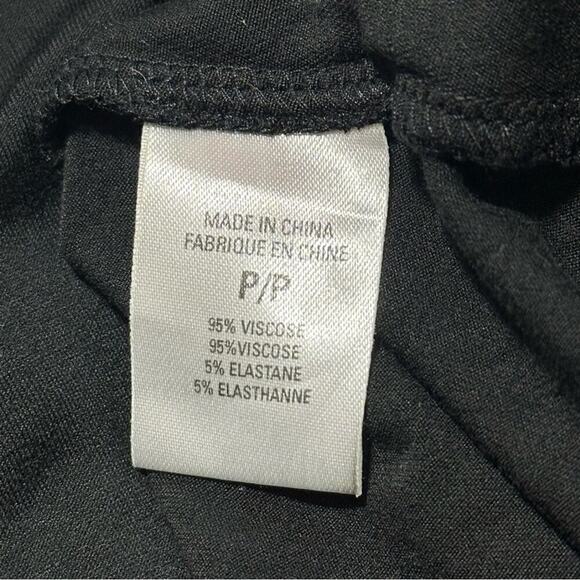 MADE IN CHINA
FABRIQUE EN CHINE
P/P
95% VISCOSE
95%VISCOSE
5% ELASTANE
5% ELASTHANNE